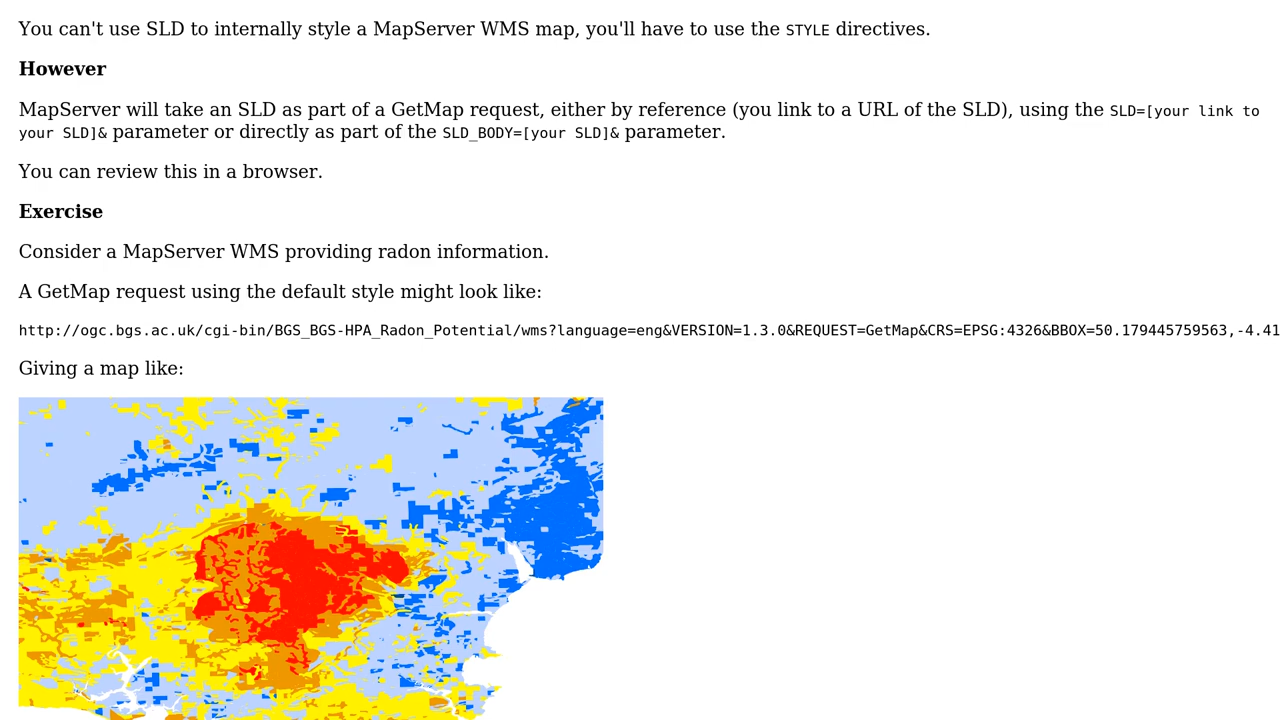 You can't use SLD to internally style a MapServer WMS map, you'll have to use the STYLE directives.
However
MapServer will take an SLD as part of a GetMap request, either by reference (you link to a URL of the SLD), using the SLD=[your link to
your SLD]& parameter or directly as part of the SLD_BODY=[your SLD]& parameter.
You can review this in a browser.
Exercise
Consider a MapServer WMS providing radon information.
A GetMap request using the default style might look like:
http://ogc.bgs.ac.uk/cgi-bin/BGS_BGS-HPA_Radon_Potential/wms?language=eng&VERSION=1.3.0&REQUEST=GetMap&CRS=EPSG:4326&BBOX=50.179445759563,-4.41
Giving a map like: